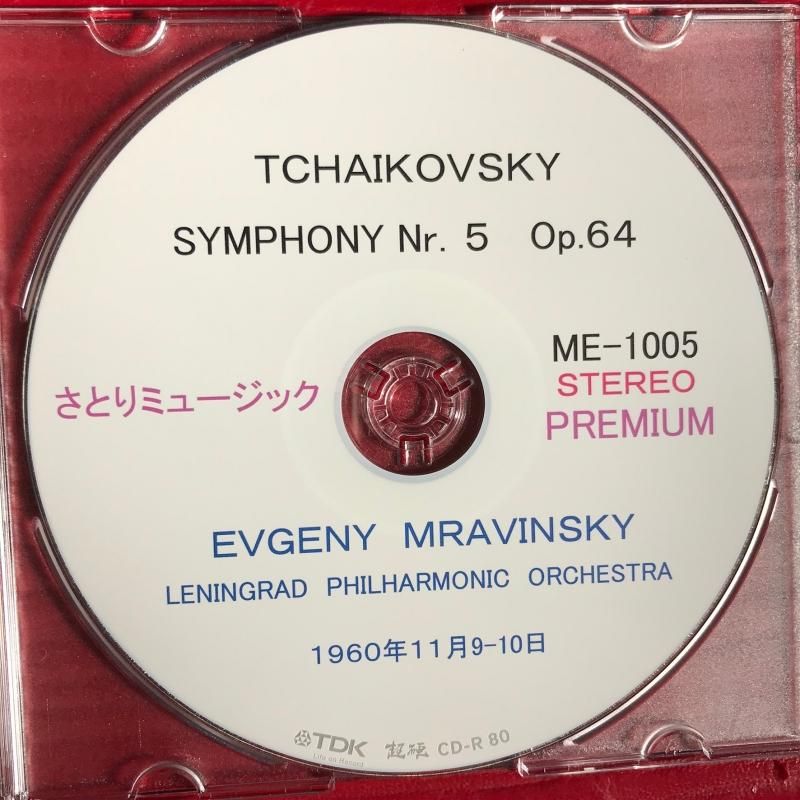 TCHAIKOVSKY
SYMPHONY Nr. 5 Op.64
ME-1005
STEREO
PREMIUM
さとりミュージック
EVGENY MRAVINSKY
LENINGRAD PHILHARMONIC ORCHESTRA
1960年11月9-10日
TDK 超硬 CD-R 80
Life on Record